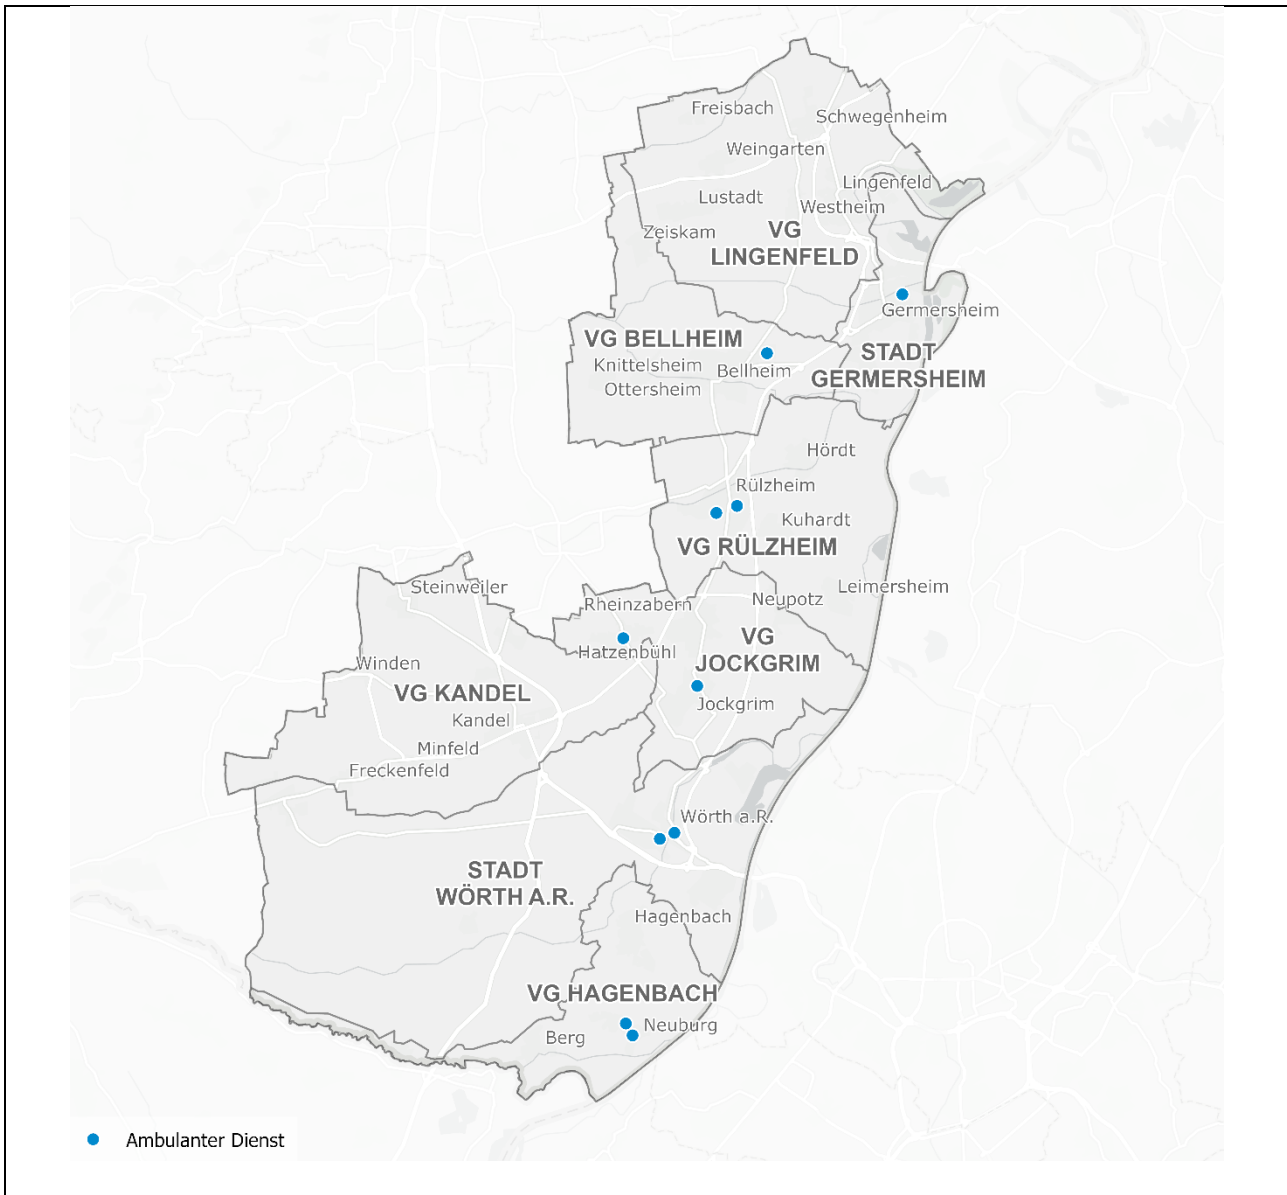 Freisbach
Schwegenheim
Weingarten
Lingenfeld
Lustadt
Westheim
Zeiskam
VG
LINGENFELD
Germersheim
VG BELLHEIM
STADT
GERMERSHEIM
Knittelsheim
Bellheim
Ottersheim
Hördt
Rülzheim
Kuhardt
VG RÜLZHEIM
Steinweiler
Leimersheim
Rheinzabern
Neupotz
VG
JOCKGRIM
Hatzenbühl
Winden
VG KANDEL
Jockgrim
Kandel
Minfeld
Freckenfeld
Wörth a.R.
STADT
WÖRTH A.R.
Hagenbach
VG HAGENBACH
Neuburg
Berg
Ambulanter Dienst